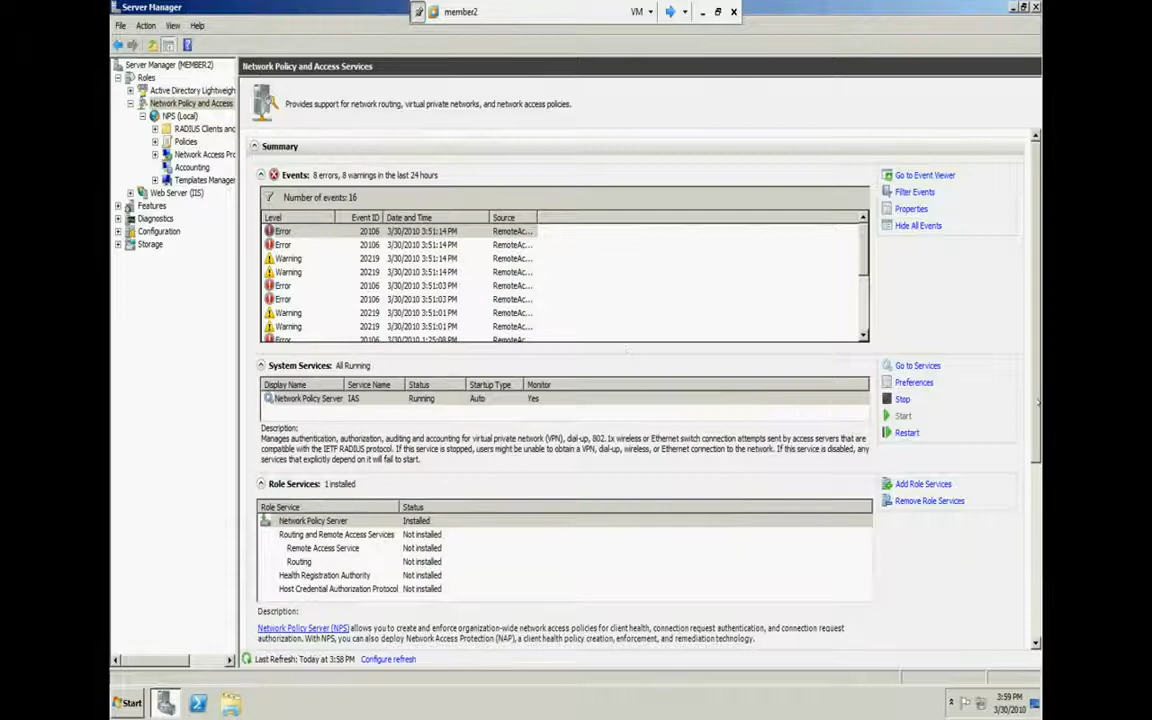 Server Manager
member2
VM
File Action View Help
Server Manager (MEMBER2)
Roles
Active Directory Lightweigh
Network Policy and Access
NPS (Local)
RADIUS Clients and
Policies
Network Access Pro
Accounting
Templates Manager
Web Server (IIS)
Features
Diagnostics
Configuration
Storage
Network Policy and Access Services
Provides support for network routing, virtual private networks, and network access policies.
Summary
Events: 8 errors, 8 warnings in the last 24 hours
Number of events: 16
Level Event ID Date and Time Source
Error 20106 3/30/2010 3:51:14 PM RemoteAc...
Error 20106 3/30/2010 3:51:14 PM RemoteAc...
Warning 20219 3/30/2010 3:51:14 PM RemoteAc...
Warning 20219 3/30/2010 3:51:14 PM RemoteAc...
Error 20106 3/30/2010 3:51:03 PM RemoteAc...
Error 20106 3/30/2010 3:51:03 PM RemoteAc...
Warning 20219 3/30/2010 3:51:01 PM RemoteAc...
Warning 20219 3/30/2010 3:51:01 PM RemoteAc...
Error 20106 3/30/2010 1:25:08 PM RemoteAc...
Go to Event Viewer
Filter Events
Properties
Hide All Events
System Services: All Running
Display Name Service Name Status Startup Type Monitor
Network Policy Server IAS Running Auto Yes
Description:
Manages authentication, authorization, auditing and accounting for virtual private network (VPN), dial-up, 802.1x wireless or Ethernet switch connection attempts sent by access servers that are
compatible with the IETF RADIUS protocol. If this service is stopped, users might be unable to obtain a VPN, dial-up, wireless, or Ethernet connection to the network. If this service is disabled, any
services that explicitly depend on it will fail to start.
Go to Services
Preferences
Stop
Start
Restart
Role Services: 1 installed
Role Service Status
Network Policy Server Installed
Routing and Remote Access Services Not installed
Remote Access Service Not installed
Routing Not installed
Health Registration Authority Not installed
Host Credential Authorization Protocol Not installed
Add Role Services
Remove Role Services
Description:
Network Policy Server (NPS) allows you to create and enforce organization-wide network access policies for client health, connection request authentication, and connection request
authorization. With NPS, you can also deploy Network Access Protection (NAP), a client health policy creation, enforcement, and remediation technology.
Last Refresh: Today at 3:58 PM Configure refresh
Start
3:59 PM
3/30/2010